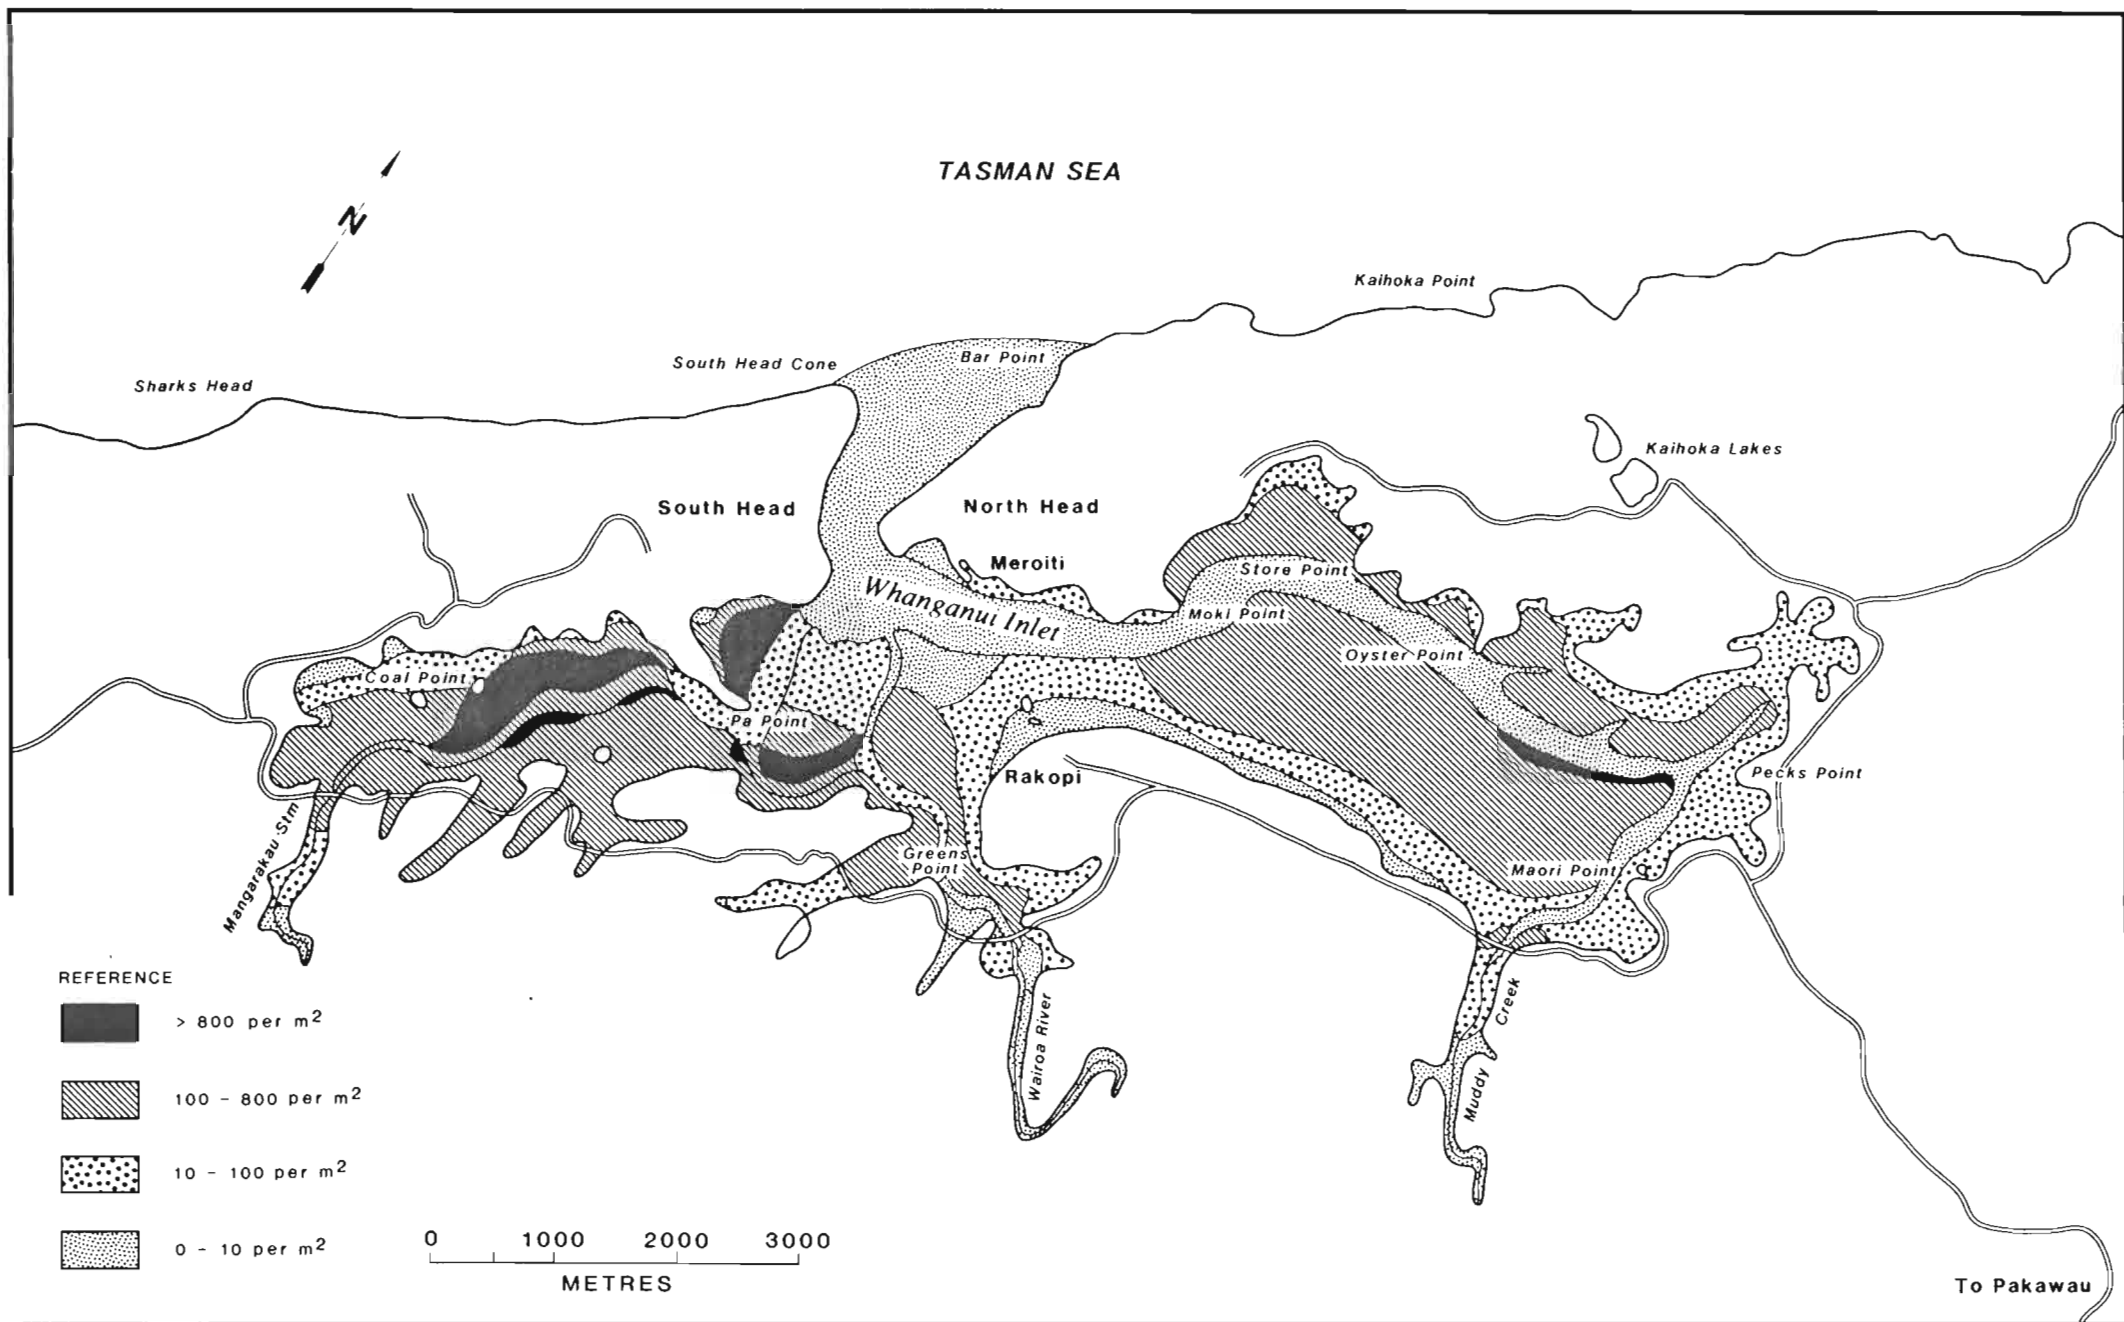 TASMAN SEA
N
Kaihoka Point
South Head Cone
Bar Point
Sharks Head
Kaihoka Lakes
South Head
North Head
Meroiti
Store Point
Whanganui Inlet
Moki Point
Oyster Point
Coal Point
Pa Point
Rakopi
Pecks Point
Mangarakau Stm
Greens
Point
Maori Point
Wairoa River
Muddy Creek
REFERENCE
> 800 per m²
100 - 800 per m²
10 - 100 per m²
0 - 10 per m²
0 1000 2000 3000
METRES
To Pakawau